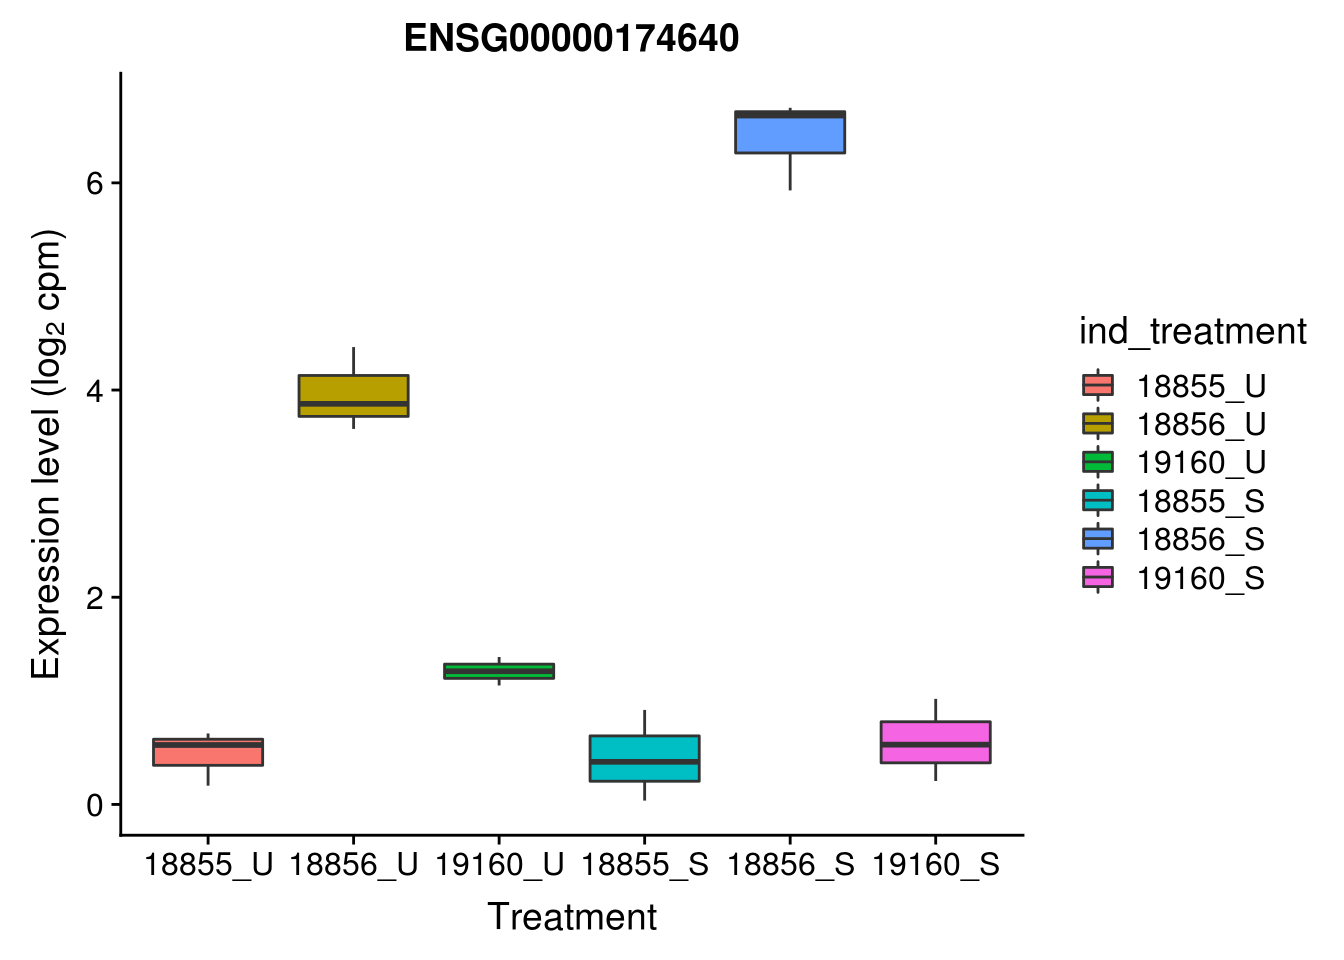 ENSG00000174640
Expression level (log₂ cpm)
6
4
2
0
18855_U 18856_U 19160_U 18855_S 18856_S 19160_S
Treatment
ind_treatment
18855_U
18856_U
19160_U
18855_S
18856_S
19160_S